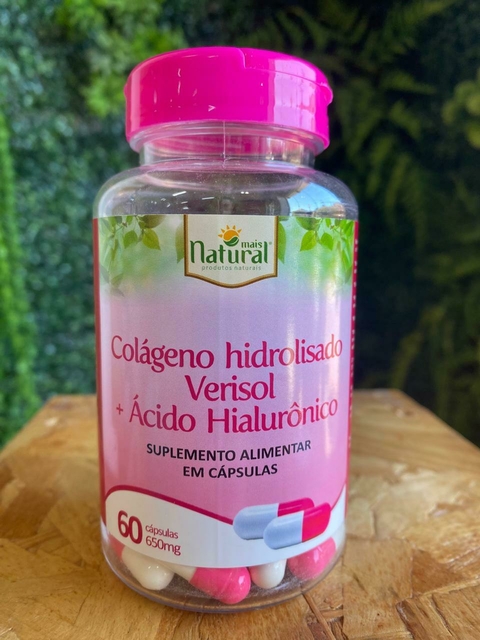 mais
Natural®
produtos naturais
Colágeno hidrolisado
Verisol
+ Ácido Hialurônico
SUPLEMENTO ALIMENTAR
EM CÁPSULAS
60 cápsulas
650mg